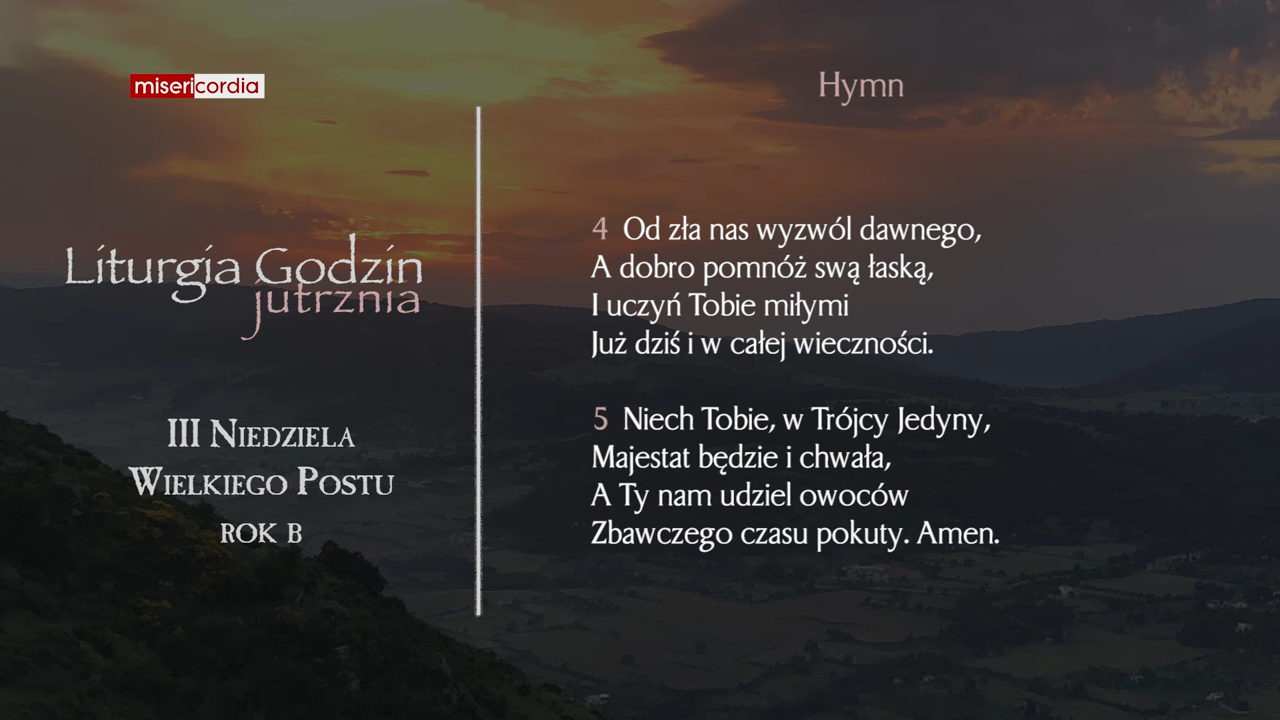 misericordia
Liturgia Godzin
jutrznia
III Niedziela
Wielkiego Postu
rok B
Hymn
4 Od zła nas wyzwól dawnego,
A dobro pomnóż swą łaską,
I uczyń Tobie miłymi
Już dziś i w całej wieczności.
5 Niech Tobie, w Trójcy Jedyny,
Majestat będzie i chwała,
A Ty nam udziel owoców
Zbawczego czasu pokuty. Amen.